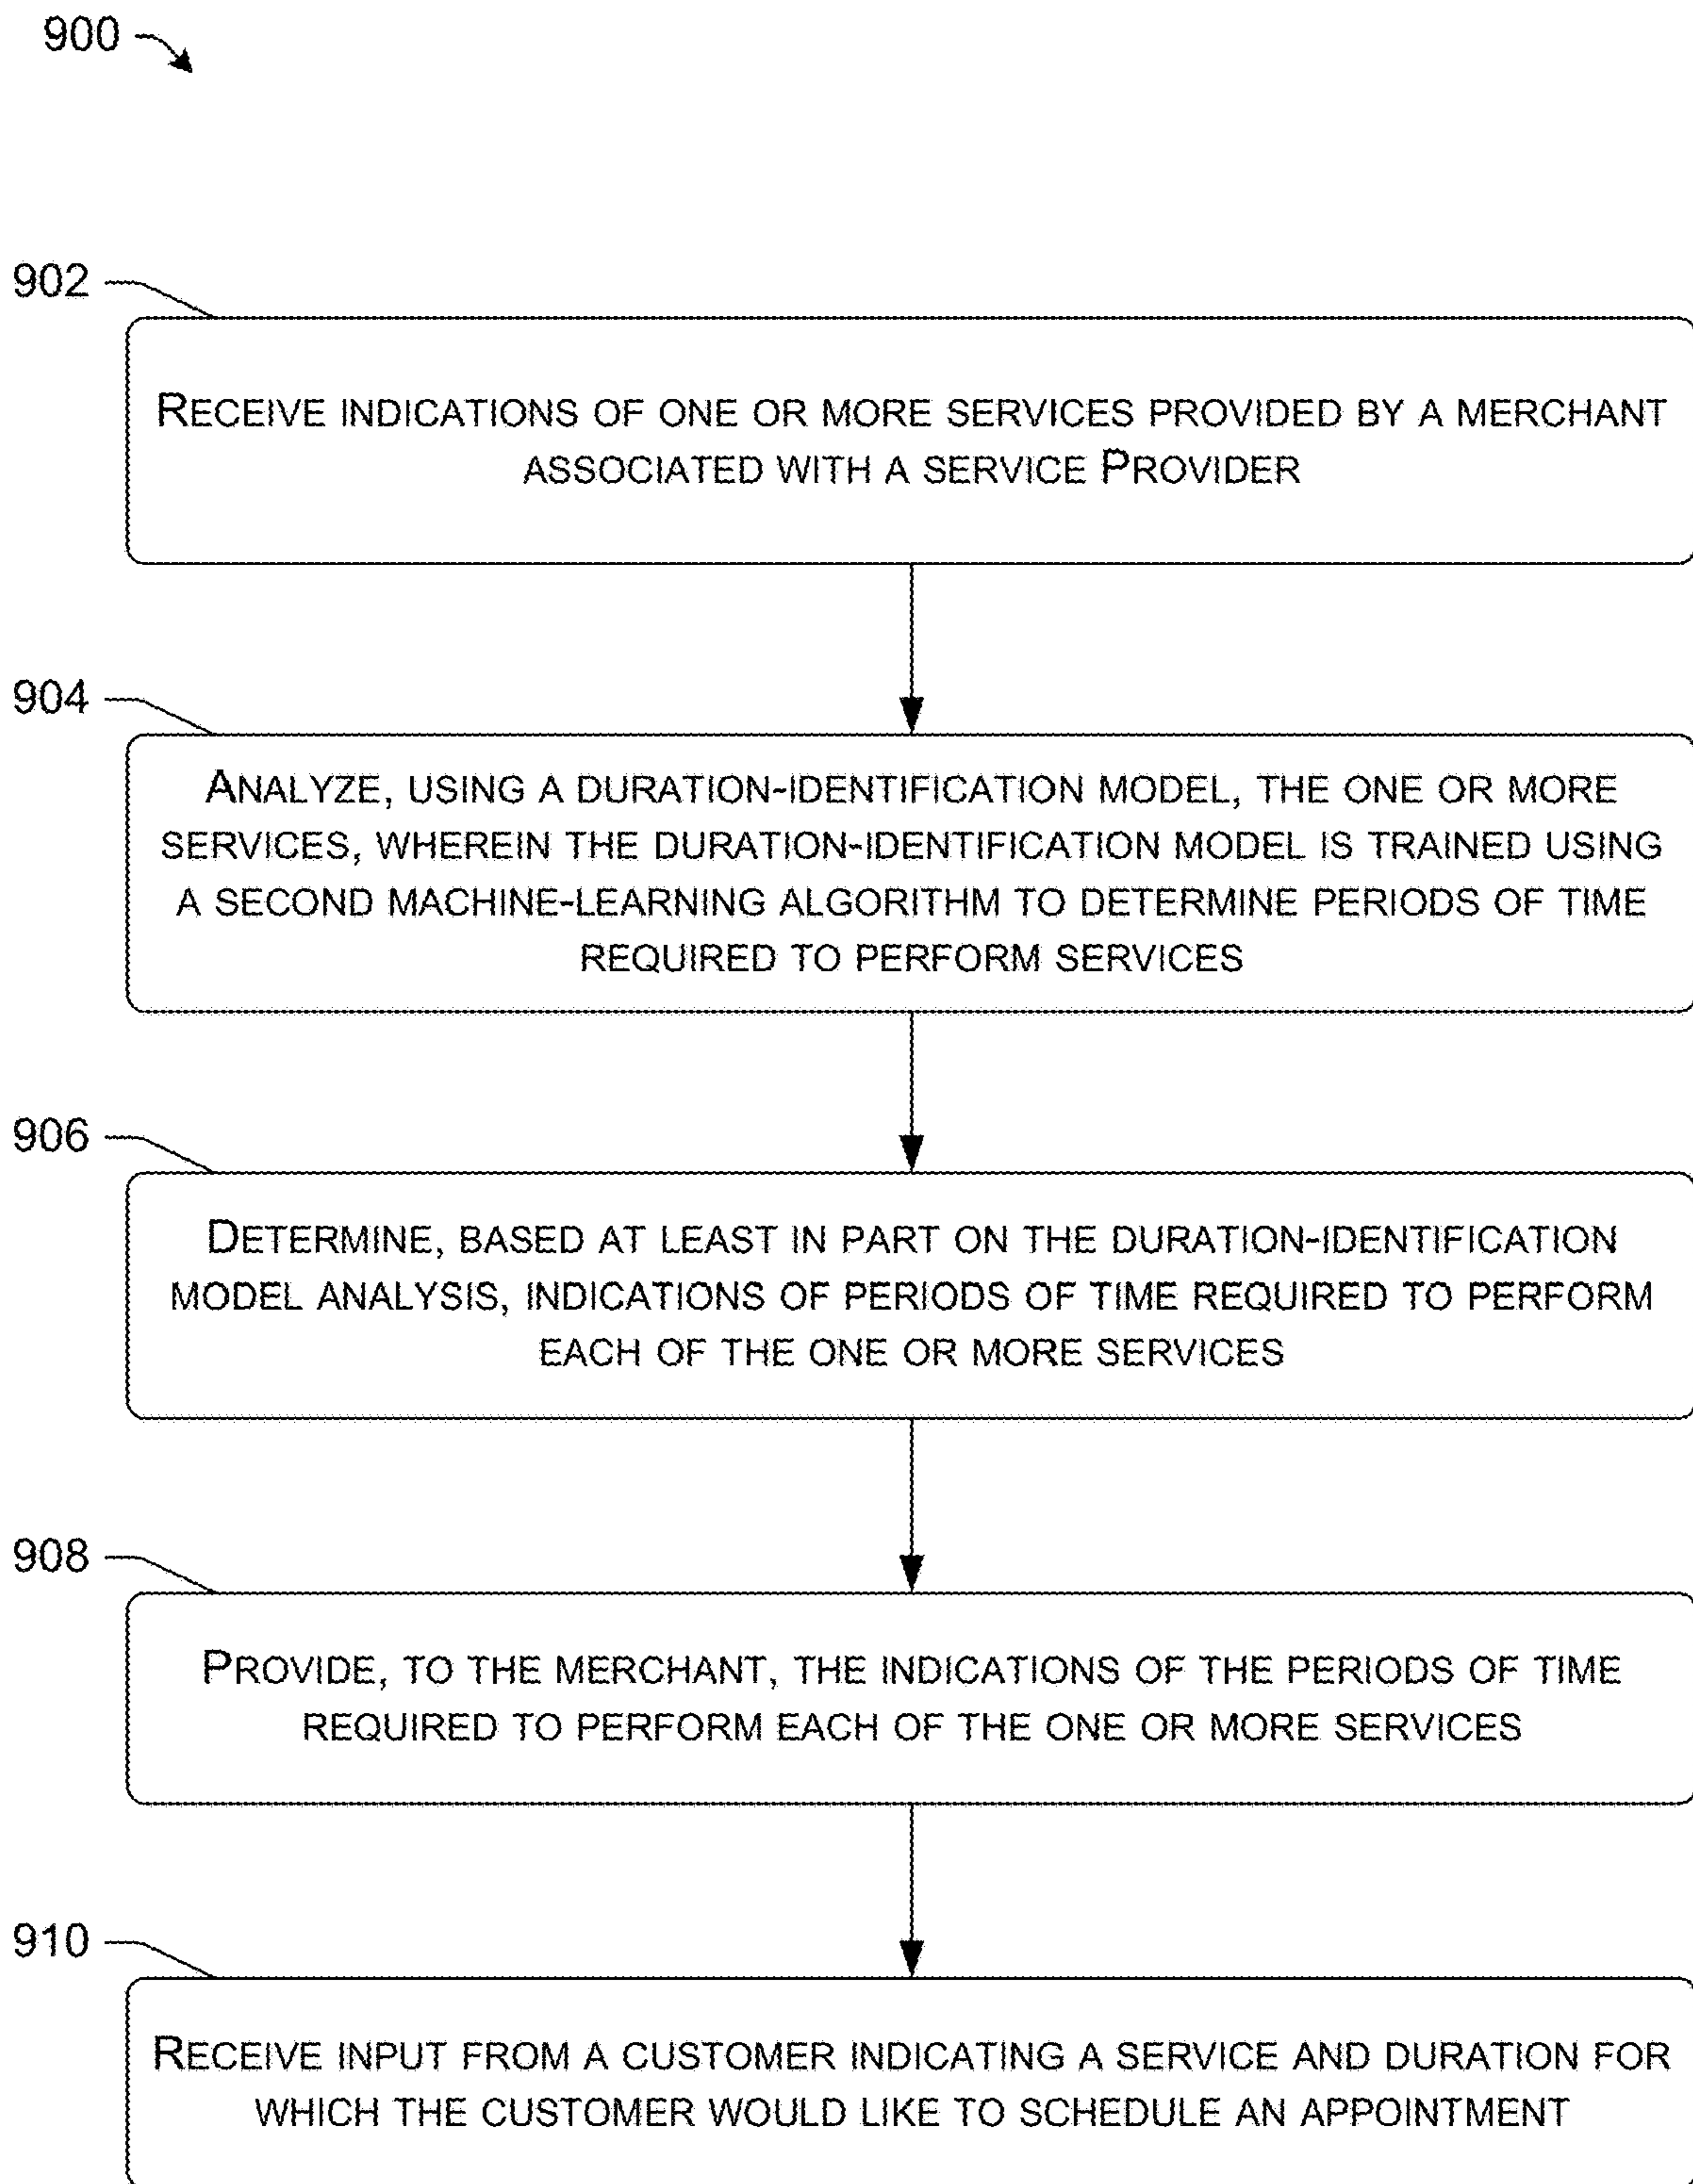 900
902
RECEIVE INDICATIONS OF ONE OR MORE SERVICES PROVIDED BY A MERCHANT
ASSOCIATED WITH A SERVICE PROVIDER
904
ANALYZE, USING A DURATION-IDENTIFICATION MODEL, THE ONE OR MORE
SERVICES, WHEREIN THE DURATION-IDENTIFICATION MODEL IS TRAINED USING
A SECOND MACHINE-LEARNING ALGORITHM TO DETERMINE PERIODS OF TIME
REQUIRED TO PERFORM SERVICES
906
DETERMINE, BASED AT LEAST IN PART ON THE DURATION-IDENTIFICATION
MODEL ANALYSIS, INDICATIONS OF PERIODS OF TIME REQUIRED TO PERFORM
EACH OF THE ONE OR MORE SERVICES
908
PROVIDE, TO THE MERCHANT, THE INDICATIONS OF THE PERIODS OF TIME
REQUIRED TO PERFORM EACH OF THE ONE OR MORE SERVICES
910
RECEIVE INPUT FROM A CUSTOMER INDICATING A SERVICE AND DURATION FOR
WHICH THE CUSTOMER WOULD LIKE TO SCHEDULE AN APPOINTMENT